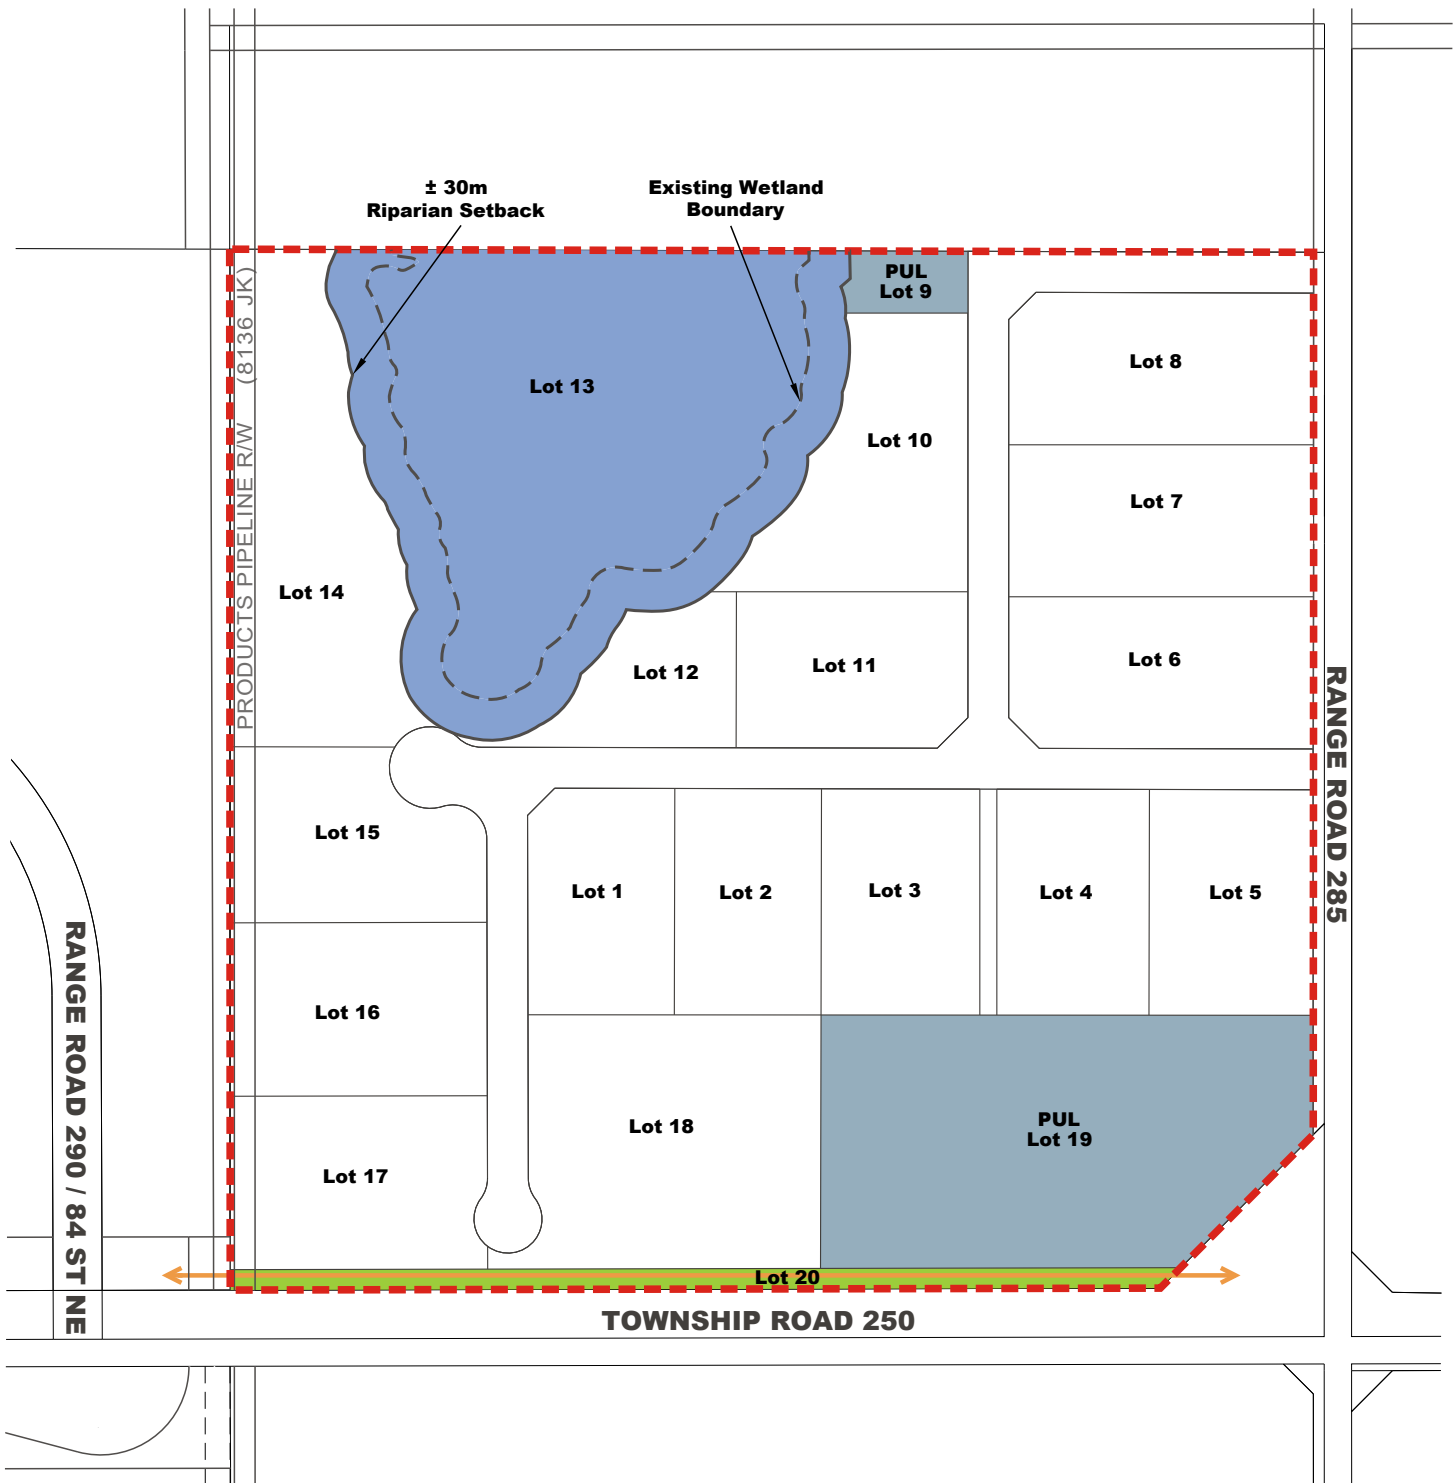 ± 30m
Riparian Setback
Existing Wetland
Boundary
PUL
Lot 9
PRODUCTS PIPELINE R/W (8136 JK)
Lot 8
Lot 13
Lot 10
Lot 7
Lot 14
Lot 12
Lot 11
Lot 6
RANGE ROAD 285
Lot 15
Lot 1
Lot 2
Lot 3
Lot 4
Lot 5
RANGE ROAD 290 / 84 ST NE
Lot 16
Lot 18
PUL
Lot 19
Lot 17
Lot 20
TOWNSHIP ROAD 250